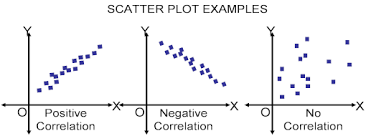 SCATTER PLOT EXAMPLES
Y Y Y
O X O X O X
Positive Negative No
Correlation Correlation Correlation